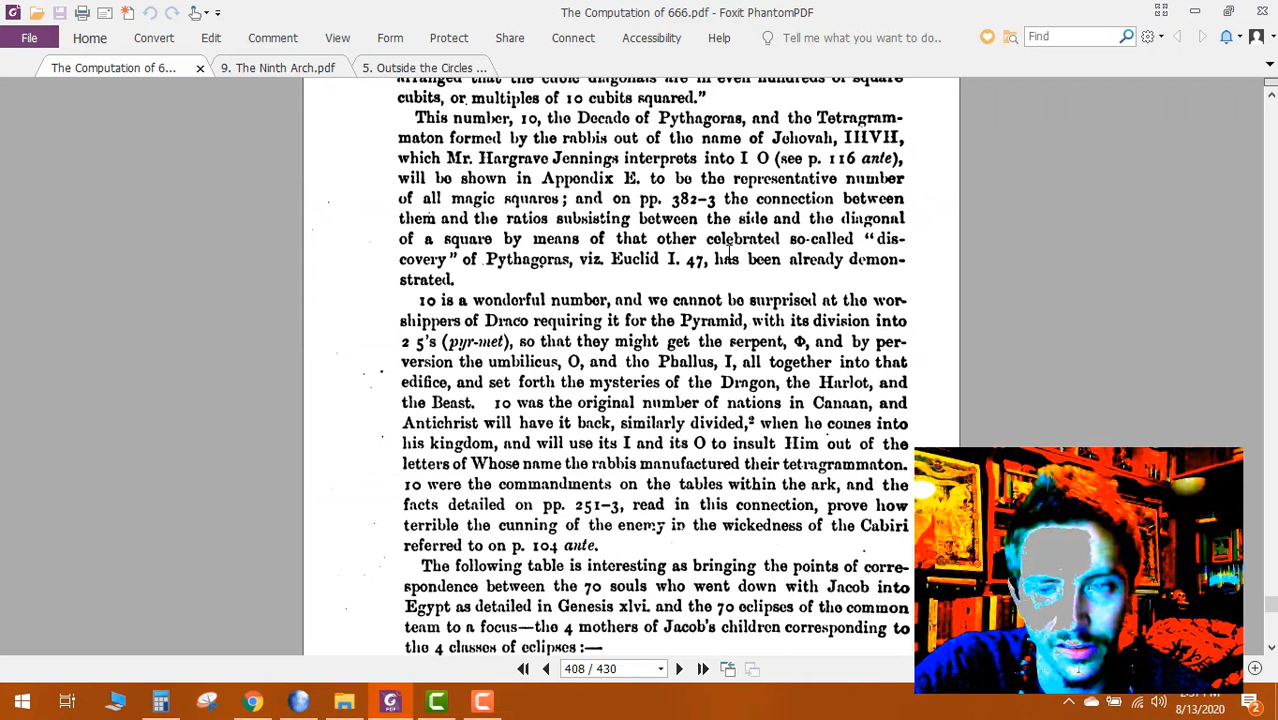 The Computation of 666.pdf - Foxit PhantomPDF
File Home Convert Edit Comment View Form Protect Share Connect Accessibility Help Tell me what you want to do.. Find
The Computation of 6... 9. The Ninth Arch.pdf 5. Outside the Circles ...
arranged that the cubic diagonals are in even hundreds of square
cubits, or multiples of 10 cubits squared."
This number, 10, the Decade of Pythagoras, and the Tetragram-
maton formed by the rabbis out of the name of Jehovah, IIIVII,
which Mr. Hargrave Jennings interprets into I O (see p. 116 ante),
will be shown in Appendix E. to be the representative number
of all magic squares; and on pp. 382-3 the connection between
them and the ratios subsisting between the side and the diagonal
of a square by means of that other celebrated so-called "dis-
covery" of Pythagoras, viz. Euclid I. 47, has been already demon-
strated.
10 is a wonderful number, and we cannot be surprised at the wor-
shippers of Draco requiring it for the Pyramid, with its division into
2 5's (pyr-met), so that they might get the serpent, Φ, and by per-
version the umbilicus, O, and the Phallus, I, all together into that
edifice, and set forth the mysteries of the Dragon, the Harlot, and
the Beast. 10 was the original number of nations in Canaan, and
Antichrist will have it back, similarly divided,² when he comes into
his kingdom, and will use its I and its O to insult Him out of the
letters of Whose name the rabbis manufactured their tetragrammaton.
10 were the commandments on the tables within the ark, and the
facts detailed on pp. 251-3, read in this connection, prove how
terrible the cunning of the enemy in the wickedness of the Cabiri
referred to on p. 104 ante.
The following table is interesting as bringing the points of corre-
spondence between the 70 souls who went down with Jacob into
Egypt as detailed in Genesis xlvi. and the 70 eclipses of the common
team to a focus—the 4 mothers of Jacob's children corresponding to
the 4 classes of eclipses :—
408 / 430
8/13/2020
2